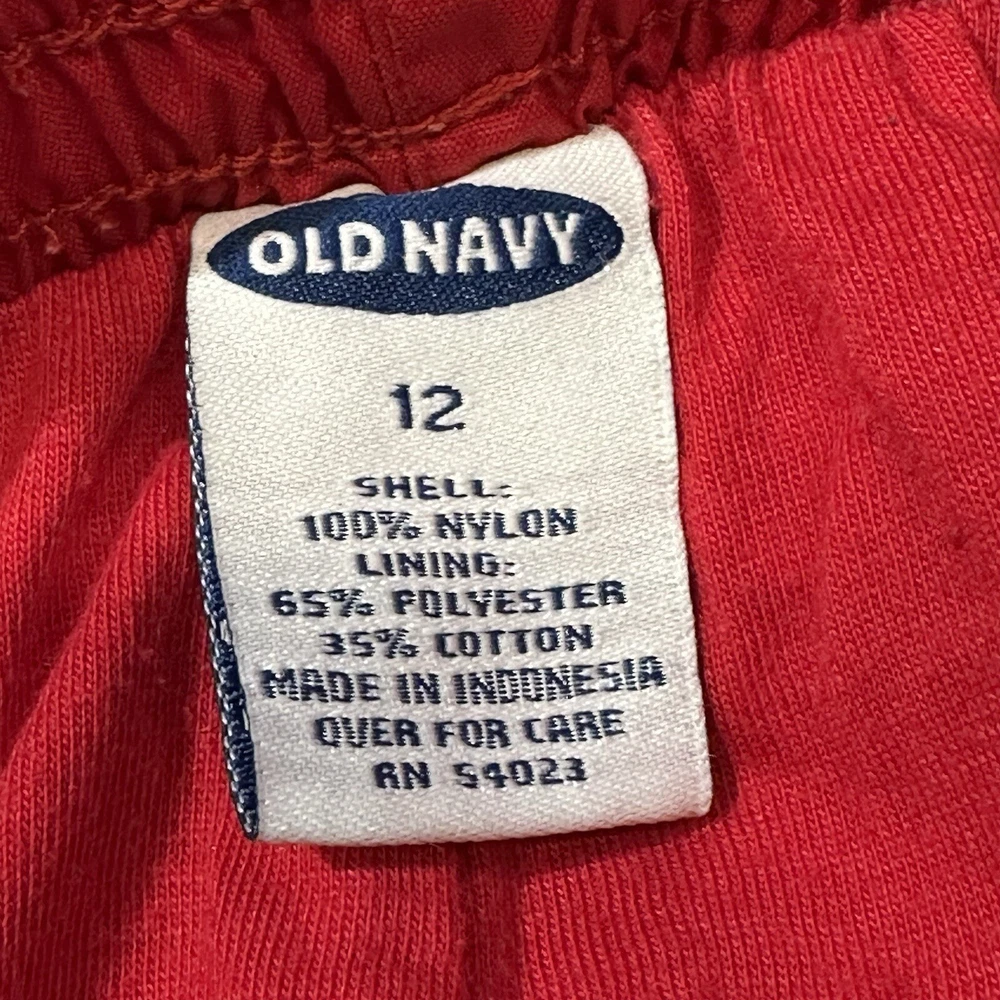 OLD NAVY
12
SHELL:
100% NYLON
LINING:
65% POLYESTER
35% COTTON
MADE IN INDONESIA
OVER FOR CARE
RN 54023